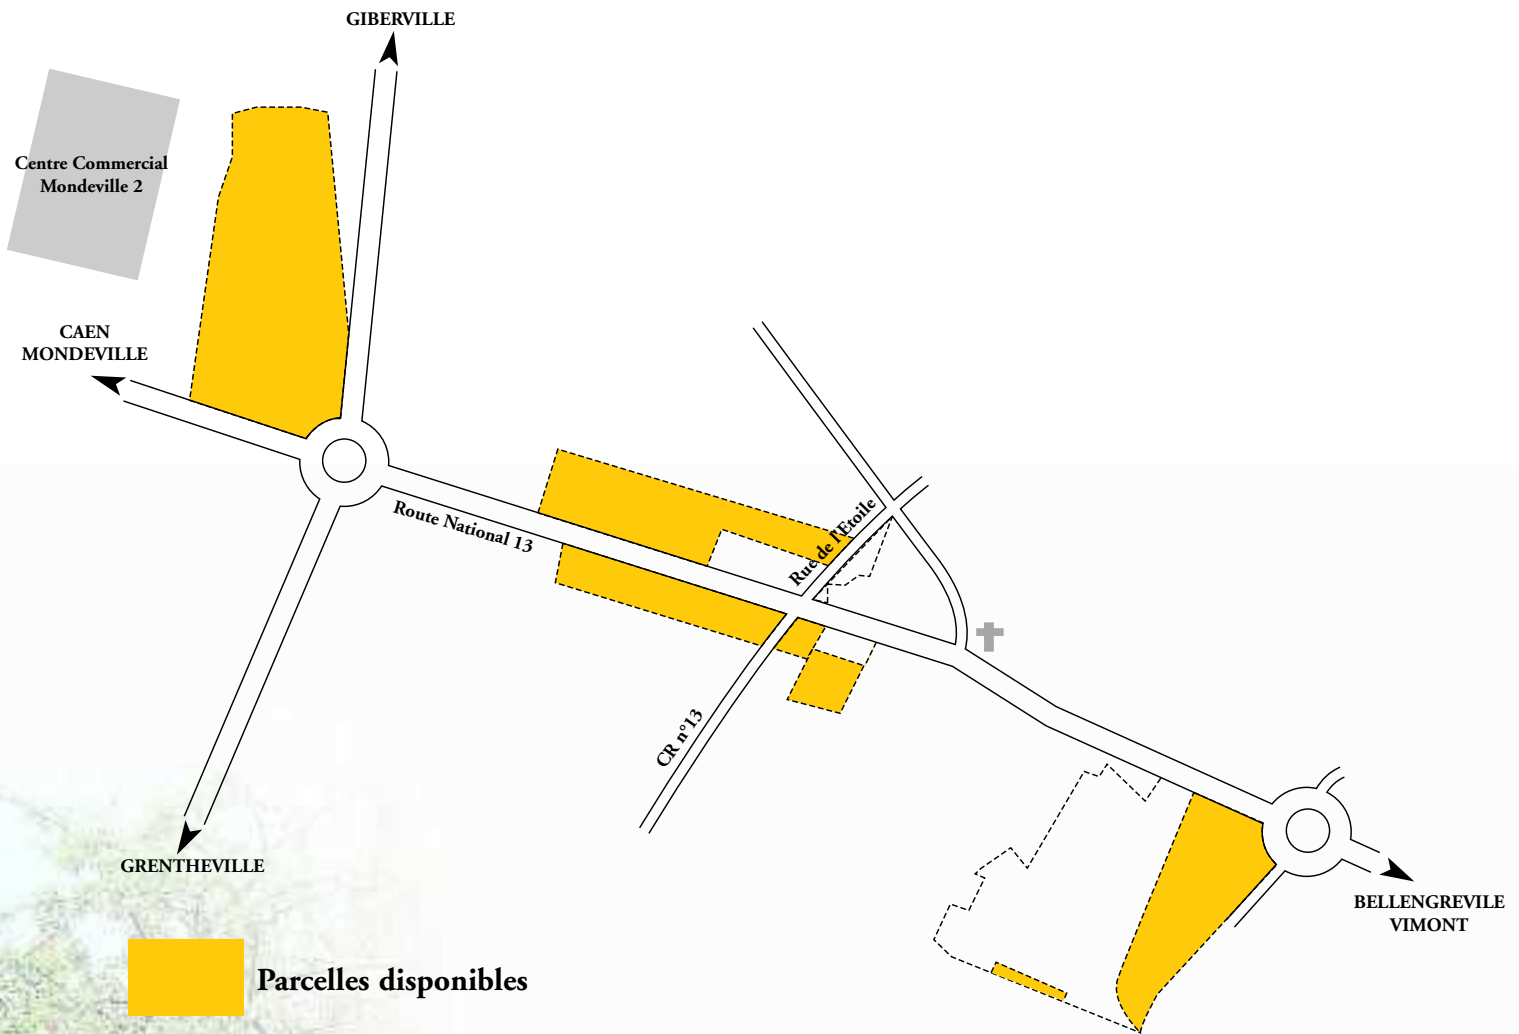 GIBERVILLE
Centre Commercial
Mondeville 2
CAEN
MONDEVILLE
Route National 13
Rue de l'Etoile
CR n°13
GRENTHEVILLE
BELLENGREVILE
VIMONT
Parcelles disponibles